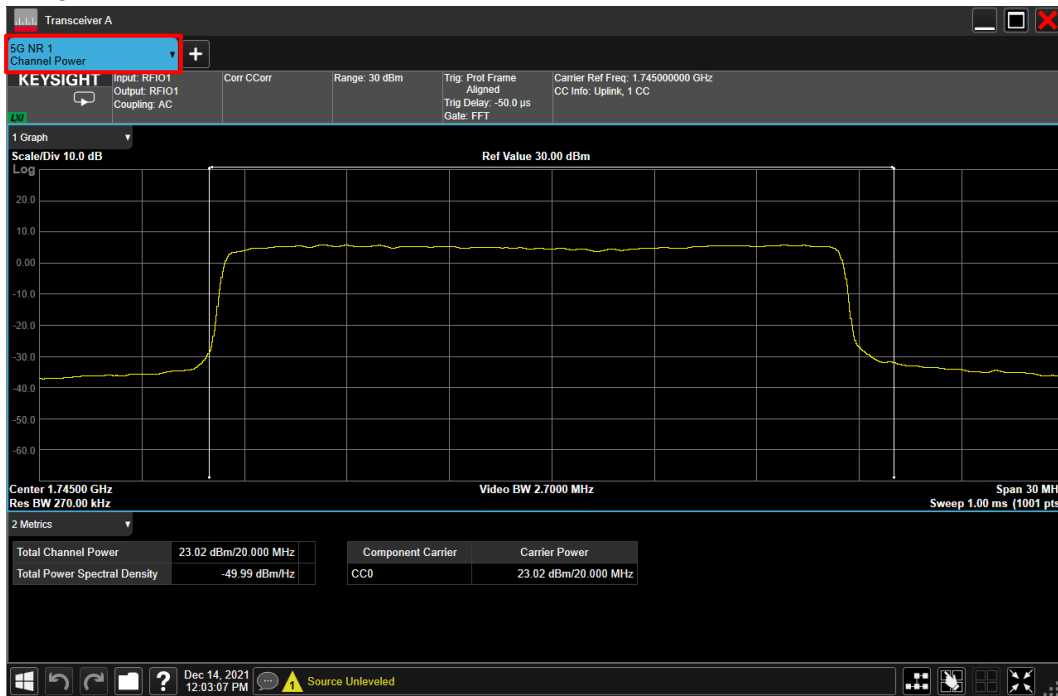 Transceiver A
5G NR 1
Channel Power
+
KEYSIGHT
LXI
Input: RFIO1
Output: RFIO1
Coupling: AC
Corr CCorr
Range: 30 dBm
Trig: Prot Frame
Aligned
Trig Delay: -50.0 µs
Gate: FFT
Carrier Ref Freq: 1.745000000 GHz
CC Info: Uplink, 1 CC
1 Graph
Scale/Div 10.0 dB
Ref Value 30.00 dBm
Log
20.0
10.0
0.00
-10.0
-20.0
-30.0
-40.0
-50.0
-60.0
Center 1.74500 GHz
Video BW 2.7000 MHz
Span 30 MH
Res BW 270.00 kHz
Sweep 1.00 ms (1001 pts
2 Metrics
Total Channel Power 23.02 dBm/20.000 MHz
Total Power Spectral Density -49.99 dBm/Hz
Component Carrier Carrier Power
CC0 23.02 dBm/20.000 MHz
?
Dec 14, 2021
12:03:07 PM
1
Source Unleveled